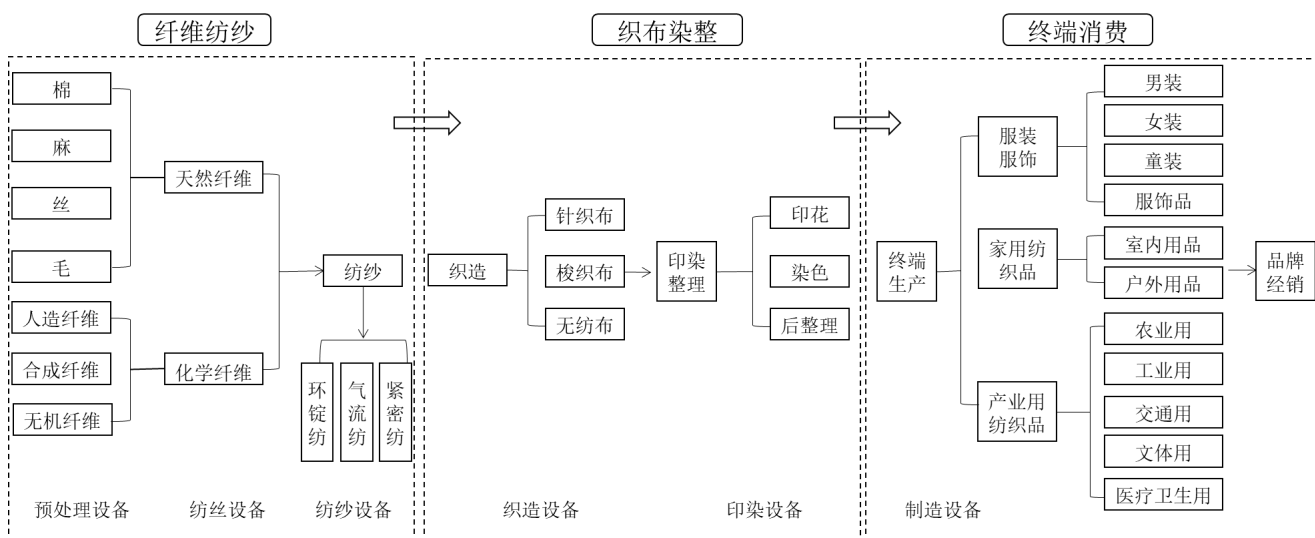 纤维纺纱
织布染整
终端消费
棉
麻
丝
毛
人造纤维
合成纤维
无机纤维
天然纤维
化学纤维
纺纱
环锭纺
气流纺
紧密纺
预处理设备
纺丝设备
纺纱设备
织造
针织布
梭织布
无纺布
印染
整理
印花
染色
后整理
织造设备
印染设备
终端
生产
服装
服饰
家用纺
织品
产业用
纺织品
男装
女装
童装
服饰品
室内用品
户外用品
农业用
工业用
交通用
文体用
医疗卫生用
品牌
经销
制造设备